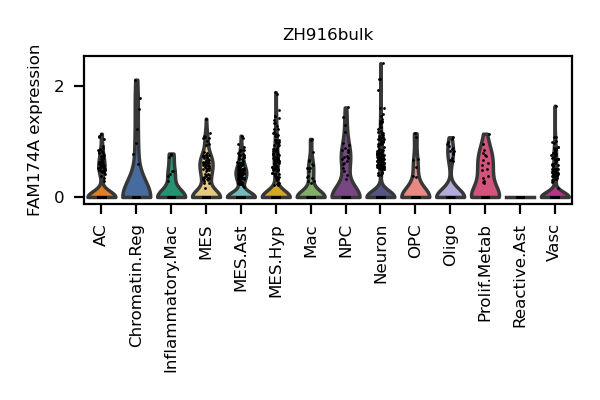 ZH916bulk
FAM174A expression
2
0
AC
Chromatin.Reg
Inflammatory.Mac
MES
MES.Ast
MES.Hyp
Mac
NPC
Neuron
OPC
Oligo
Prolif.Metab
Reactive.Ast
Vasc